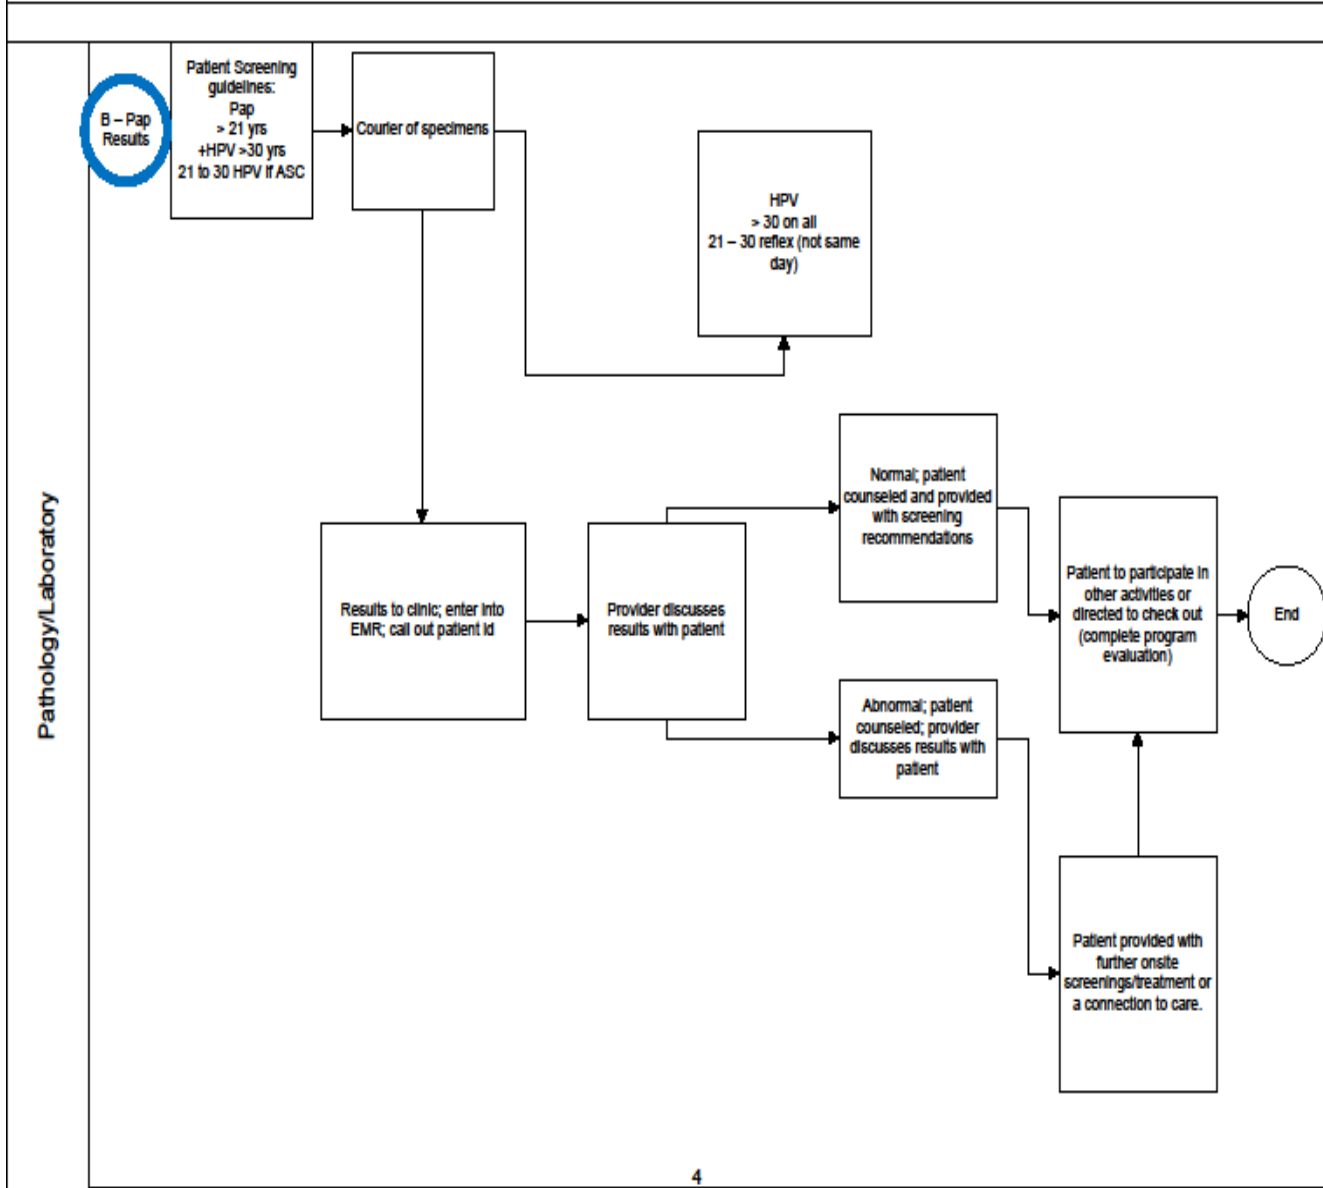 B – Pap
Results
Patient Screening
guidelines:
Pap
> 21 yrs
+HPV >30 yrs
21 to 30 HPV if ASC
Courier of specimens
HPV
> 30 on all
21 – 30 reflex (not same
day)
Pathology/Laboratory
Results to clinic; enter into
EMR; call out patient id
Provider discusses
results with patient
Normal; patient
counseled and provided
with screening
recommendations
Abnormal; patient
counseled; provider
discusses results with
patient
Patient to participate in
other activities or
directed to check out
(complete program
evaluation)
End
Patient provided with
further onsite
screenings/treatment or
a connection to care.
4